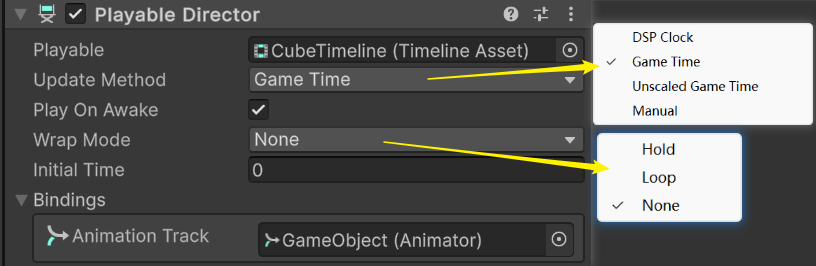 Playable Director
Playable
CubeTimeline (Timeline Asset)
Update Method
Game Time
Play On Awake
Wrap Mode
None
Initial Time
0
Bindings
Animation Track
GameObject (Animator)
DSP Clock
Game Time
Unscaled Game Time
Manual
Hold
Loop
None